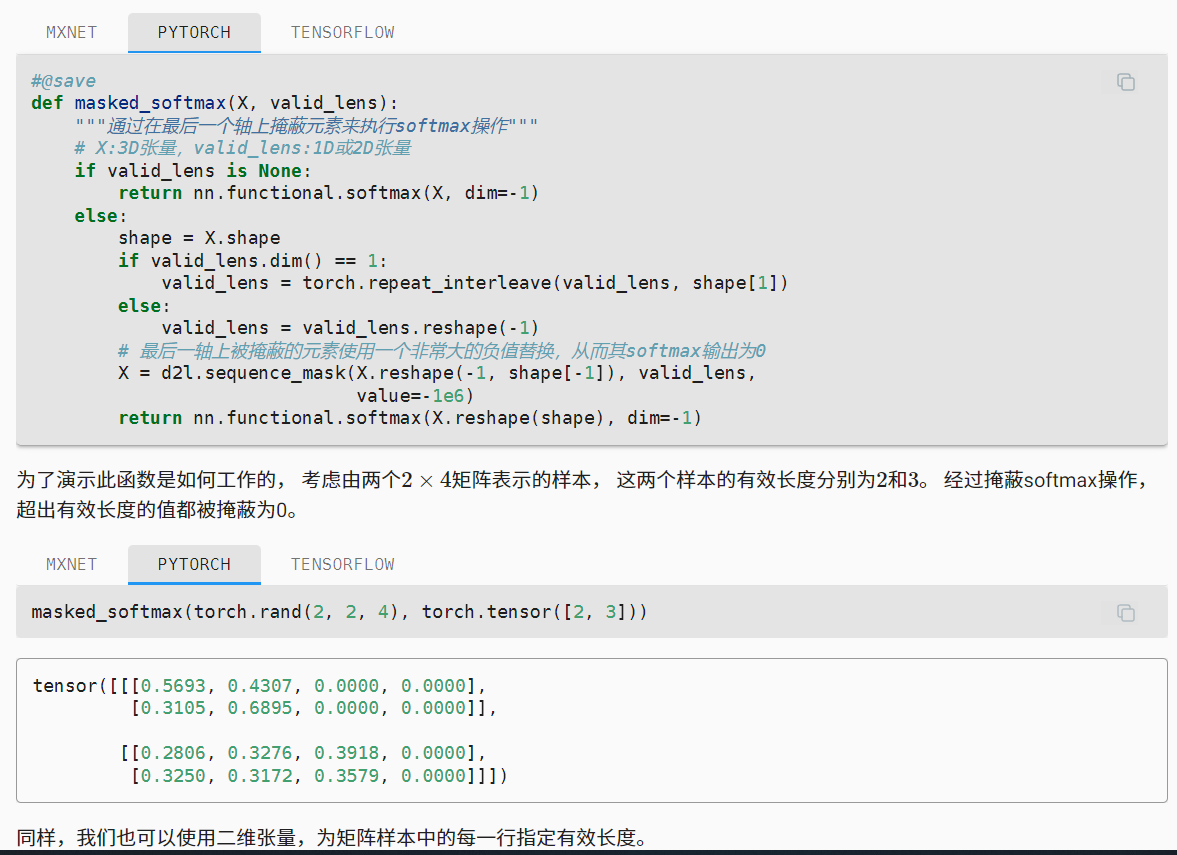 MXNET PYTORCH TENSORFLOW
#@save
def masked_softmax(X, valid_lens):
    """通过在最后一个轴上掩蔽元素来执行softmax操作"""
    # X:3D张量，valid_lens:1D或2D张量
    if valid_lens is None:
        return nn.functional.softmax(X, dim=-1)
    else:
        shape = X.shape
        if valid_lens.dim() == 1:
            valid_lens = torch.repeat_interleave(valid_lens, shape[1])
        else:
            valid_lens = valid_lens.reshape(-1)
        # 最后一轴上被掩蔽的元素使用一个非常大的负值替换，从而其softmax输出为0
        X = d2l.sequence_mask(X.reshape(-1, shape[-1]), valid_lens,
                              value=-1e6)
        return nn.functional.softmax(X.reshape(shape), dim=-1)
为了演示此函数是如何工作的， 考虑由两个2 × 4矩阵表示的样本， 这两个样本的有效长度分别为2和3。 经过掩蔽softmax操作，
超出有效长度的值都被掩蔽为0。
MXNET PYTORCH TENSORFLOW
masked_softmax(torch.rand(2, 2, 4), torch.tensor([2, 3]))
tensor([[[0.5693, 0.4307, 0.0000, 0.0000],
         [0.3105, 0.6895, 0.0000, 0.0000]],
        [[0.2806, 0.3276, 0.3918, 0.0000],
         [0.3250, 0.3172, 0.3579, 0.0000]]])
同样，我们也可以使用二维张量，为矩阵样本中的每一行指定有效长度。